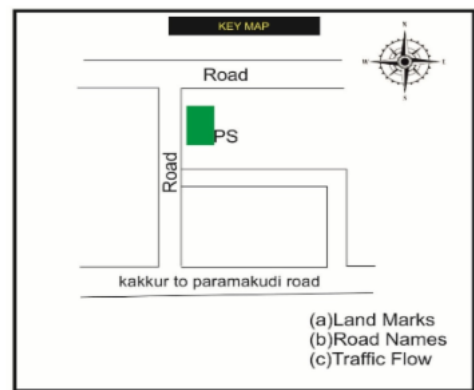 KEY MAP
N
W
E
S
Road
PS
Road
kakkur to paramakudi road
(a)Land Marks
(b)Road Names
(c)Traffic Flow